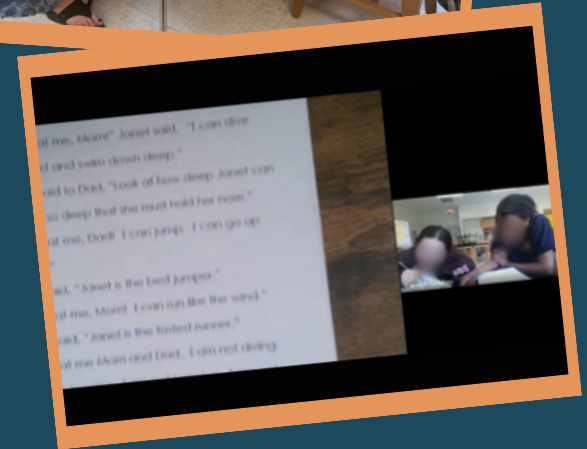 at me, Mom!" Janet said. "I can dive
and swim down deep."
said to Dad, "Look at how deep Janet can
so deep that she must hold her nose."
at me, Dad! I can jump. I can go up
"
said, "Janet is the best jumper."
at me, Mom! I can run like the wind."
said, "Janet is the fastest runner."
at me Mom and Dad. I am not diving.